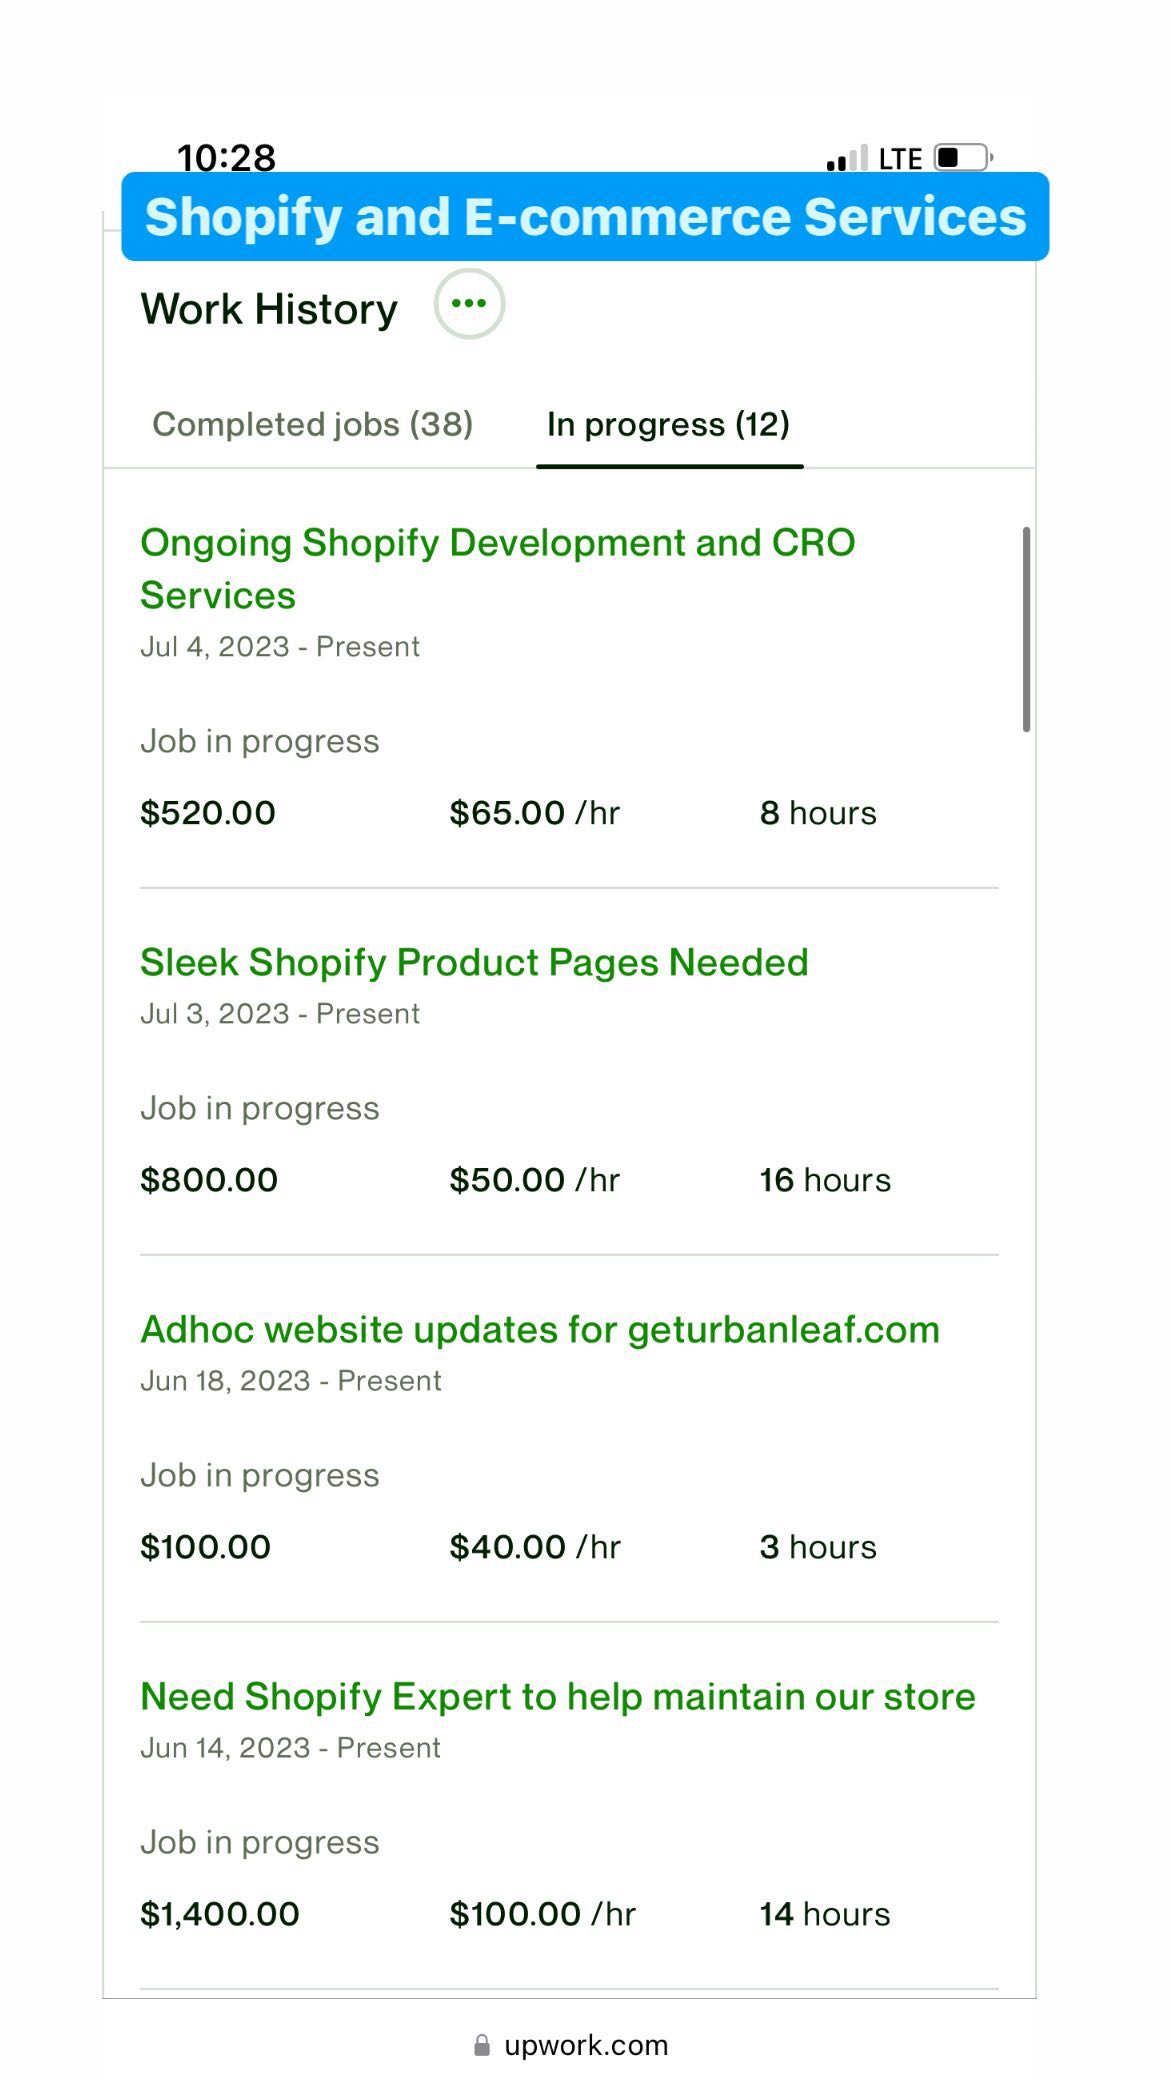 10:28
LTE
Shopify and E-commerce Services
Work History
Completed jobs (38)
In progress (12)
Ongoing Shopify Development and CRO
Services
Jul 4, 2023 - Present
Job in progress
$520.00 $65.00 /hr 8 hours
Sleek Shopify Product Pages Needed
Jul 3, 2023 - Present
Job in progress
$800.00 $50.00 /hr 16 hours
Adhoc website updates for geturbanleaf.com
Jun 18, 2023 - Present
Job in progress
$100.00 $40.00 /hr 3 hours
Need Shopify Expert to help maintain our store
Jun 14, 2023 - Present
Job in progress
$1,400.00 $100.00 /hr 14 hours
upwork.com